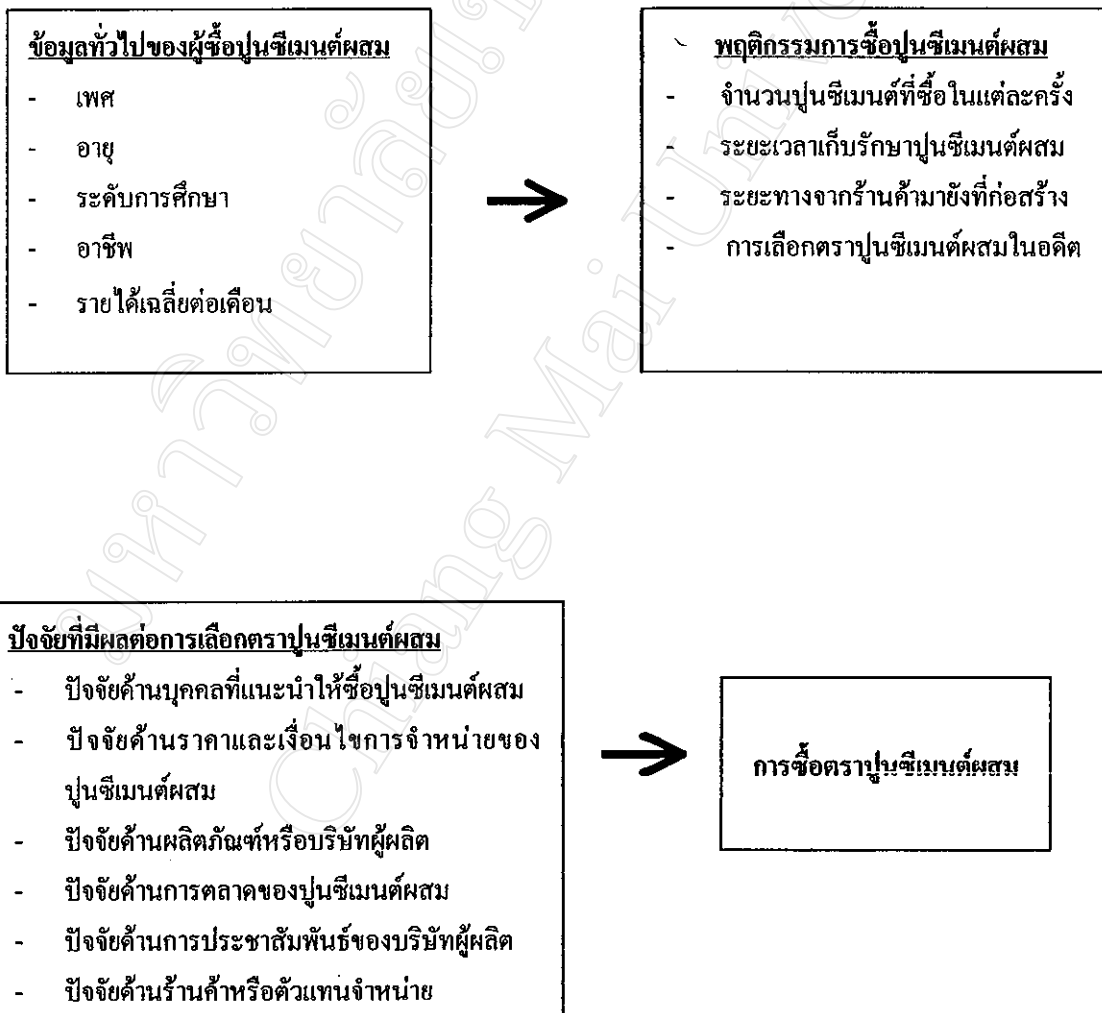 ข้อมูลทั่วไปของผู้ซื้อปูนซีเมนต์ผสม
- เพศ
- อายุ
- ระดับการศึกษา
- อาชีพ
- รายได้เฉลี่ยต่อเดือน
พฤติกรรมการซื้อปูนซีเมนต์ผสม
- จำนวนปูนซีเมนต์ที่ซื้อในแต่ละครั้ง
- ระยะเวลาเก็บรักษาปูนซีเมนต์ผสม
- ระยะทางจากร้านค้ามายังที่ก่อสร้าง
- การเลือกตราปูนซีเมนต์ผสมในอดีต
ปัจจัยที่มีผลต่อการเลือกตราปูนซีเมนต์ผสม
- ปัจจัยด้านบุคคลที่แนะนำให้ซื้อปูนซีเมนต์ผสม
- ปัจจัยด้านราคาและเงื่อนไขการจำหน่ายของ
ปูนซีเมนต์ผสม
- ปัจจัยด้านผลิตภัณฑ์หรือบริษัทผู้ผลิต
- ปัจจัยด้านการตลาดของปูนซีเมนต์ผสม
- ปัจจัยด้านการประชาสัมพันธ์ของบริษัทผู้ผลิต
- ปัจจัยด้านร้านค้าหรือตัวแทนจำหน่าย
การซื้อตราปูนซีเมนต์ผสม
Chiang Mai Unive